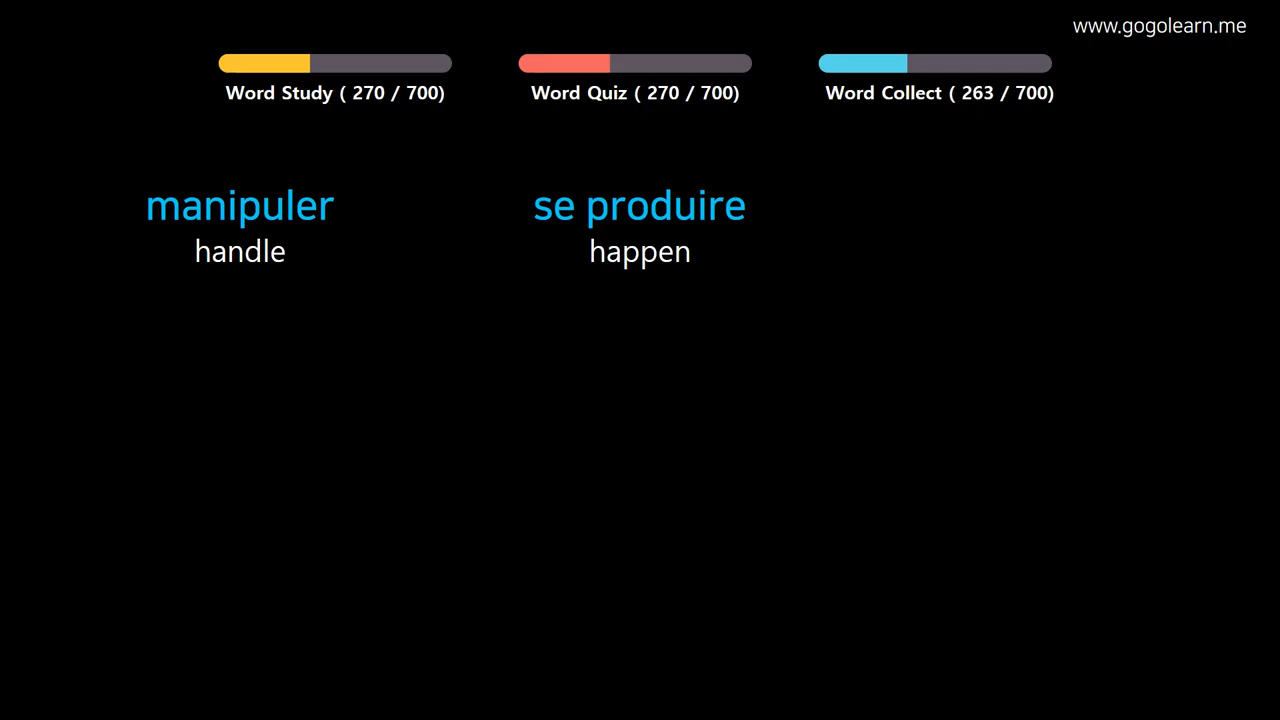 www.gogolearn.me
Word Study ( 270 / 700)
Word Quiz ( 270 / 700)
Word Collect ( 263 / 700)
manipuler
handle
se produire
happen